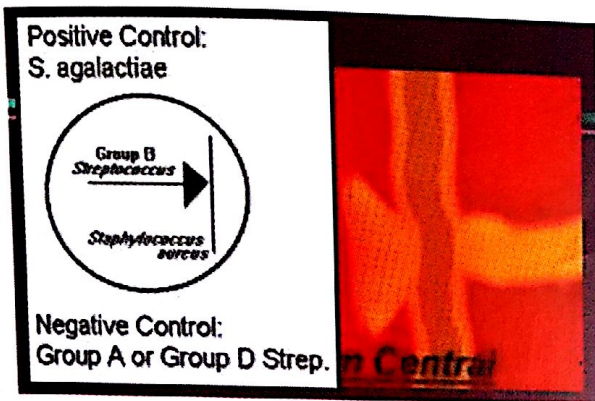 Positive Control:
S. agalactiae
Group B
Streptococcus
Staphylococcus
aureus
Negative Control:
Group A or Group D Strep.
n Central